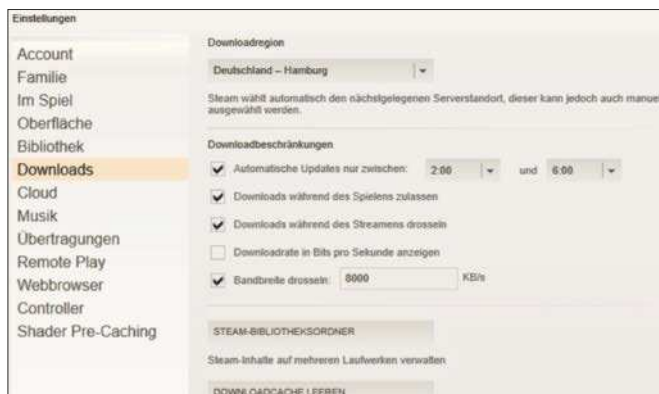 Einstellungen
Account
Familie
Im Spiel
Oberfläche
Bibliothek
Downloads
Cloud
Musik
Übertragungen
Remote Play
Webbrowser
Controller
Shader Pre-Caching
Downloadregion
Deutschland – Hamburg
Steam wählt automatisch den nächstgelegenen Serverstandort, dieser kann jedoch auch manue
ausgewählt werden.
Downloadbeschränkungen
Automatische Updates nur zwischen: 2:00 und 6:00
Downloads während des Spielens zulassen
Downloads während des Streamens drosseln
Downloadrate in Bits pro Sekunde anzeigen
Bandbreite drosseln: 8000 KB/s
STEAM-BIBLIOTHEKSORDNER
Steam-Inhalte auf mehreren Laufwerken verwalten
DOWNLOADCACHE LEEREN